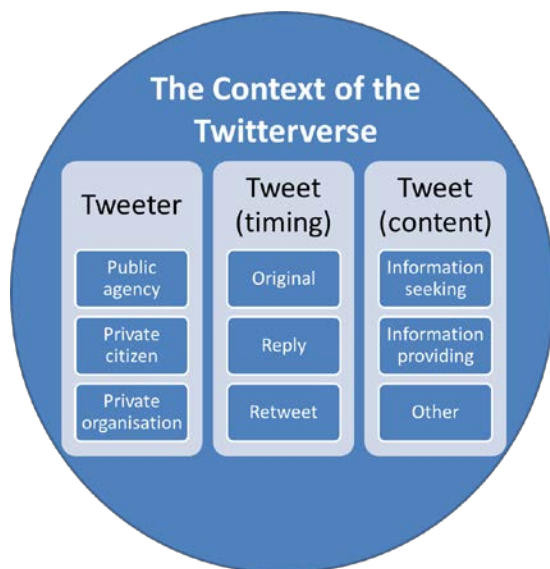 The Context of the
Twitterverse
Tweeter
Public
agency
Private
citizen
Private
organisation
Tweet
(timing)
Original
Reply
Retweet
Tweet
(content)
Information
seeking
Information
providing
Other